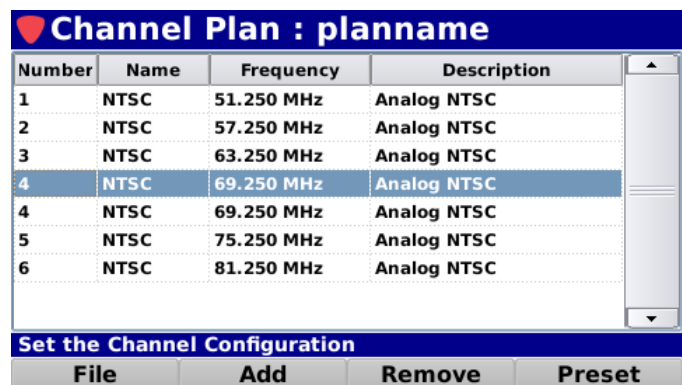 Channel Plan : planname
Number Name Frequency Description
1 NTSC 51.250 MHz Analog NTSC
2 NTSC 57.250 MHz Analog NTSC
3 NTSC 63.250 MHz Analog NTSC
4 NTSC 69.250 MHz Analog NTSC
4 NTSC 69.250 MHz Analog NTSC
5 NTSC 75.250 MHz Analog NTSC
6 NTSC 81.250 MHz Analog NTSC
Set the Channel Configuration
File Add Remove Preset